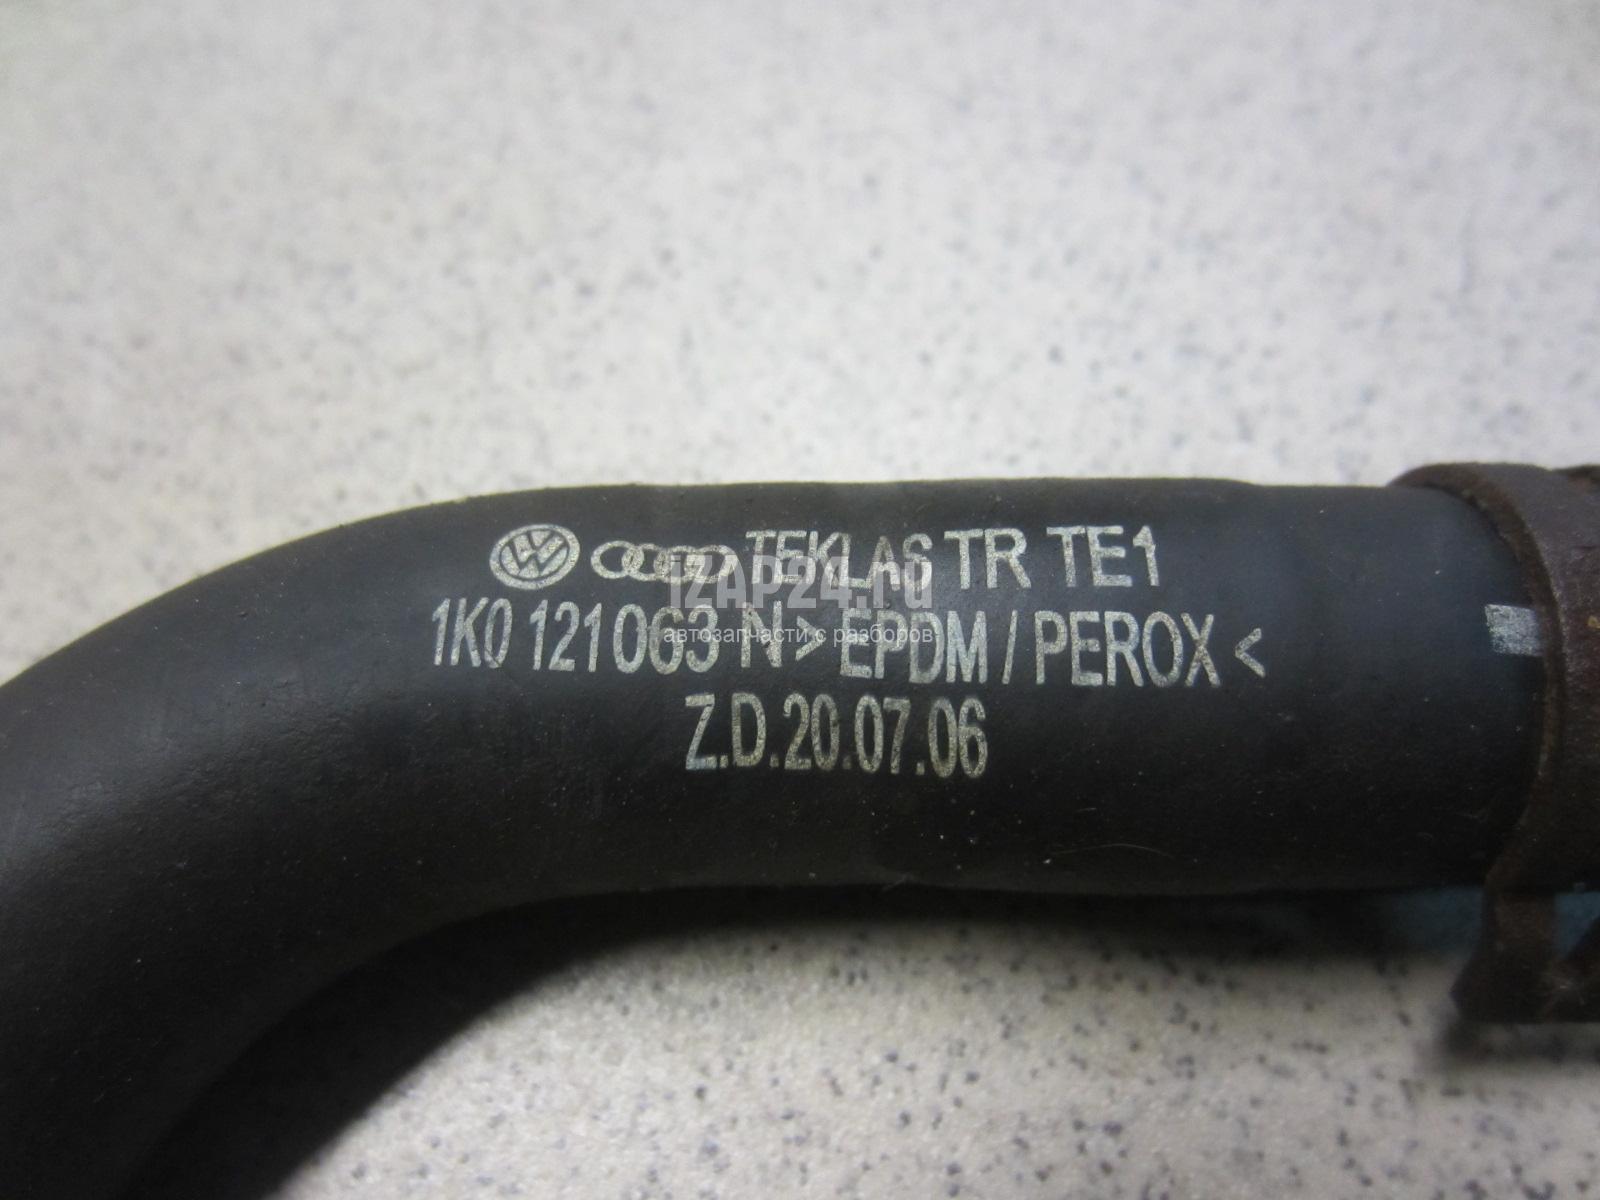 TEKLAS TR TE1
IZAP24.ru
1K0 121 063 N >EPDM / PEROX<
автозапчасти с разборов
Z.D.20.07.06